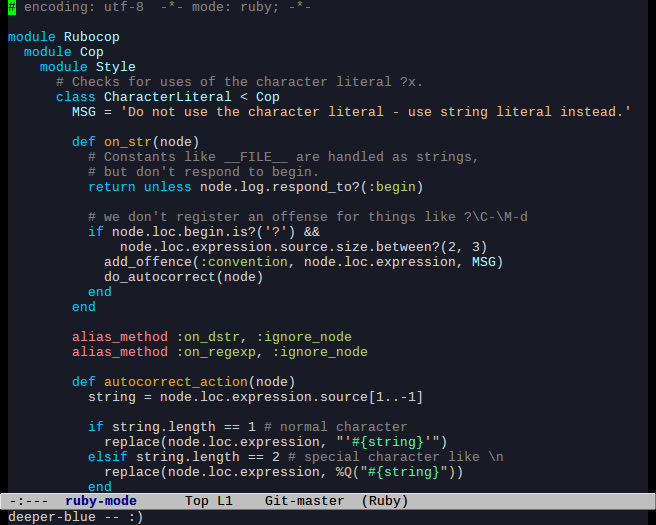 # encoding: utf-8  -*- mode: ruby; -*-

module Rubocop
  module Cop
    module Style
      # Checks for uses of the character literal ?x.
      class CharacterLiteral < Cop
        MSG = 'Do not use the character literal - use string literal instead.'

        def on_str(node)
          # Constants like __FILE__ are handled as strings,
          # but don't respond to begin.
          return unless node.log.respond_to?(:begin)

          # we don't register an offense for things like ?\C-\M-d
          if node.loc.begin.is?('?') &&
              node.loc.expression.source.size.between?(2, 3)
            add_offence(:convention, node.loc.expression, MSG)
            do_autocorrect(node)
          end
        end

        alias_method :on_dstr, :ignore_node
        alias_method :on_regexp, :ignore_node

        def autocorrect_action(node)
          string = node.loc.expression.source[1..-1]

          if string.length == 1 # normal character
            replace(node.loc.expression, "'#{string}'")
          elsif string.length == 2 # special character like \n
            replace(node.loc.expression, %Q("#{string}"))
          end
-:---  ruby-mode      Top L1    Git-master  (Ruby)
deeper-blue -- :)